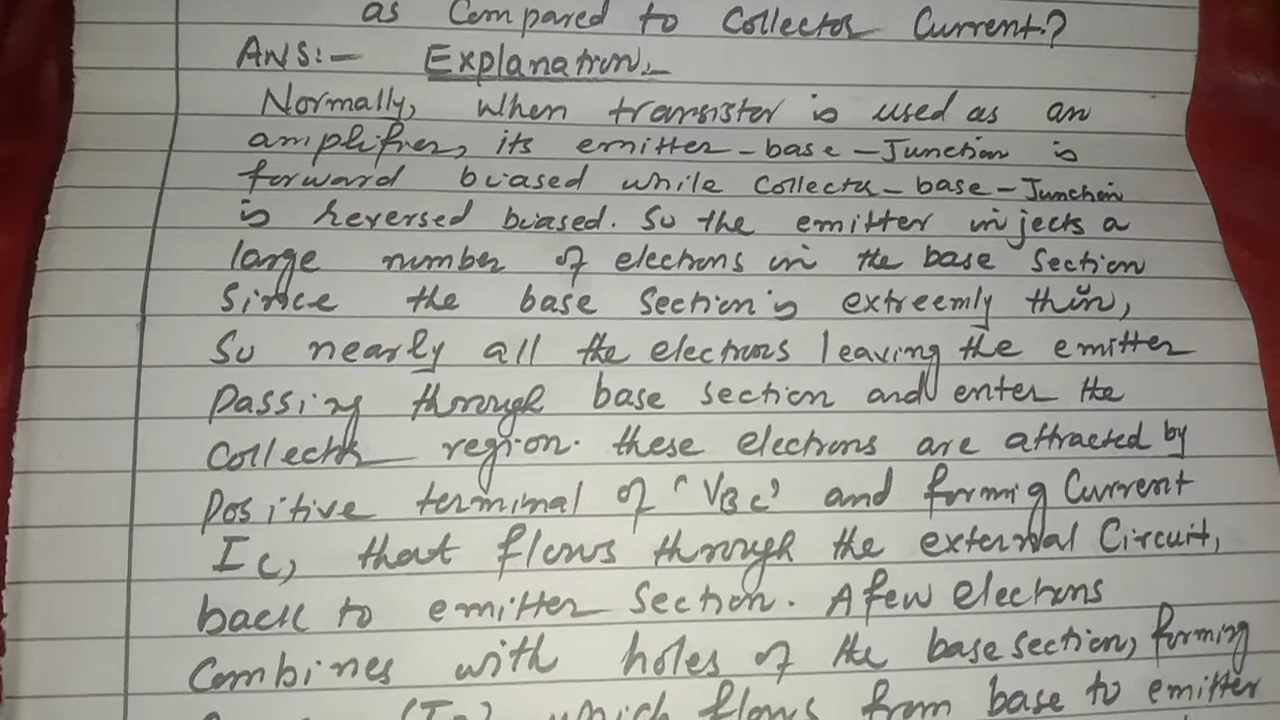 as Compared to Collector Current?
ANS:- Explanation:-
Normally, when transistor is used as an
amplifier, its emitter-base-Junction is
forward biased while Collector-base-Junction
is reversed biased. So the emitter injects a
large number of electrons in the base section
Since the base section is extreemly thin,
So nearly all the electrons leaving the emitter
Passing through base section and enter the
Collector region. these electrons are attracted by
Positive terminal of "VBC" and forming Current
IC, that flows through the external Circuit,
back to emitter Section. A few electrons
Combines with holes of the base section, forming
which flows from base to emitter